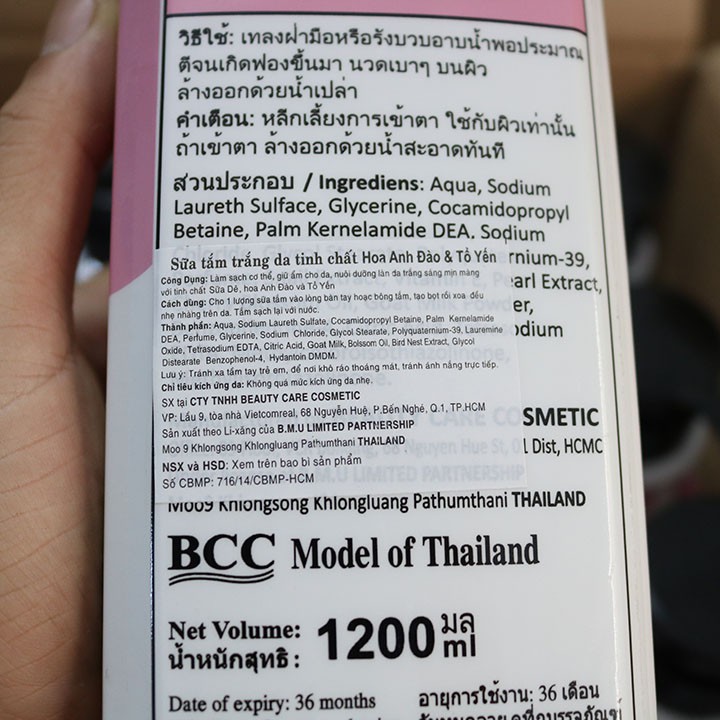 วิธีใช้: เทลงฝ่ามือหรือรังบวบอาบน้ำพอประมาณ
ตีจนเกิดฟองขึ้นมา นวดเบาๆ บนผิว
ล้างออกด้วยน้ำเปล่า
คำเตือน: หลีกเลี้ยงการเข้าตา ใช้กับผิวเท่านั้น
ถ้าเข้าตา ล้างออกด้วยน้ำสะอาดทันที
ส่วนประกอบ / Ingrediens: Aqua, Sodium
Laureth Sulface, Glycerine, Cocamidopropyl
Betaine, Palm Kernelamide DEA. Sodium
rnium-39,
earl Extract,
er,
dium
Sữa tắm trắng da tinh chất Hoa Anh Đào & Tổ Yến
Công Dụng: Làm sạch cơ thể, giữ ẩm cho da, nuôi dưỡng làn da trắng sáng mịn màng
với tinh chất Sữa Dê, hoa Anh Đào và Tổ Yến
Cách dùng: Cho 1 lượng sữa tắm vào lòng bàn tay hoặc bông tắm, tạo bọt rồi xoa đều
nhẹ nhàng trên da. Tắm sạch lại với nước.
Thành phần: Aqua, Sodium Laureth Sulfate, Cocamidopropyl Betaine, Palm Kernelamide
DEA, Perfume, Glycerine, Sodium Chloride, Glycol Stearate, Polyquaternium-39, Lauremine
Oxide, Tetrasodium EDTA, Citric Acid, Goat Milk, Bolssom Oil, Bird Nest Extract, Glycol
Distearate Benzophenol-4, Hydantoin DMDM.
Lưu ý: Tránh xa tầm tay trẻ em, để nơi khô ráo thoáng mát, tránh ánh nắng trực tiếp.
Chỉ tiêu kích ứng da: Không quá mức kích ứng da nhẹ.
SX tại CTY TNHH BEAUTY CARE COSMETIC
VP: Lầu 9, tòa nhà Vietcomreal, 68 Nguyễn Huệ, P.Bến Nghé, Q.1, TP.HCM
Sản xuất theo Li-xăng của B.M.U LIMITED PARTNERSHIP
Moo 9 Khlongsong Khlongluang Pathumthani THAILAND
NSX và HSD: Xem trên bao bì sản phẩm
Số CBMP: 716/14/CBMP-HCM
SMETIC
1 Dist, HCMC
Moo9 Khlongsong Khlongluang Pathumthani THAILAND
BCC Model of Thailand
Net Volume: 1200 มล ml
น้ำหนักสุทธิ :
Date of expiry: 36 months
อายุการใช้งาน: 36 เดือน